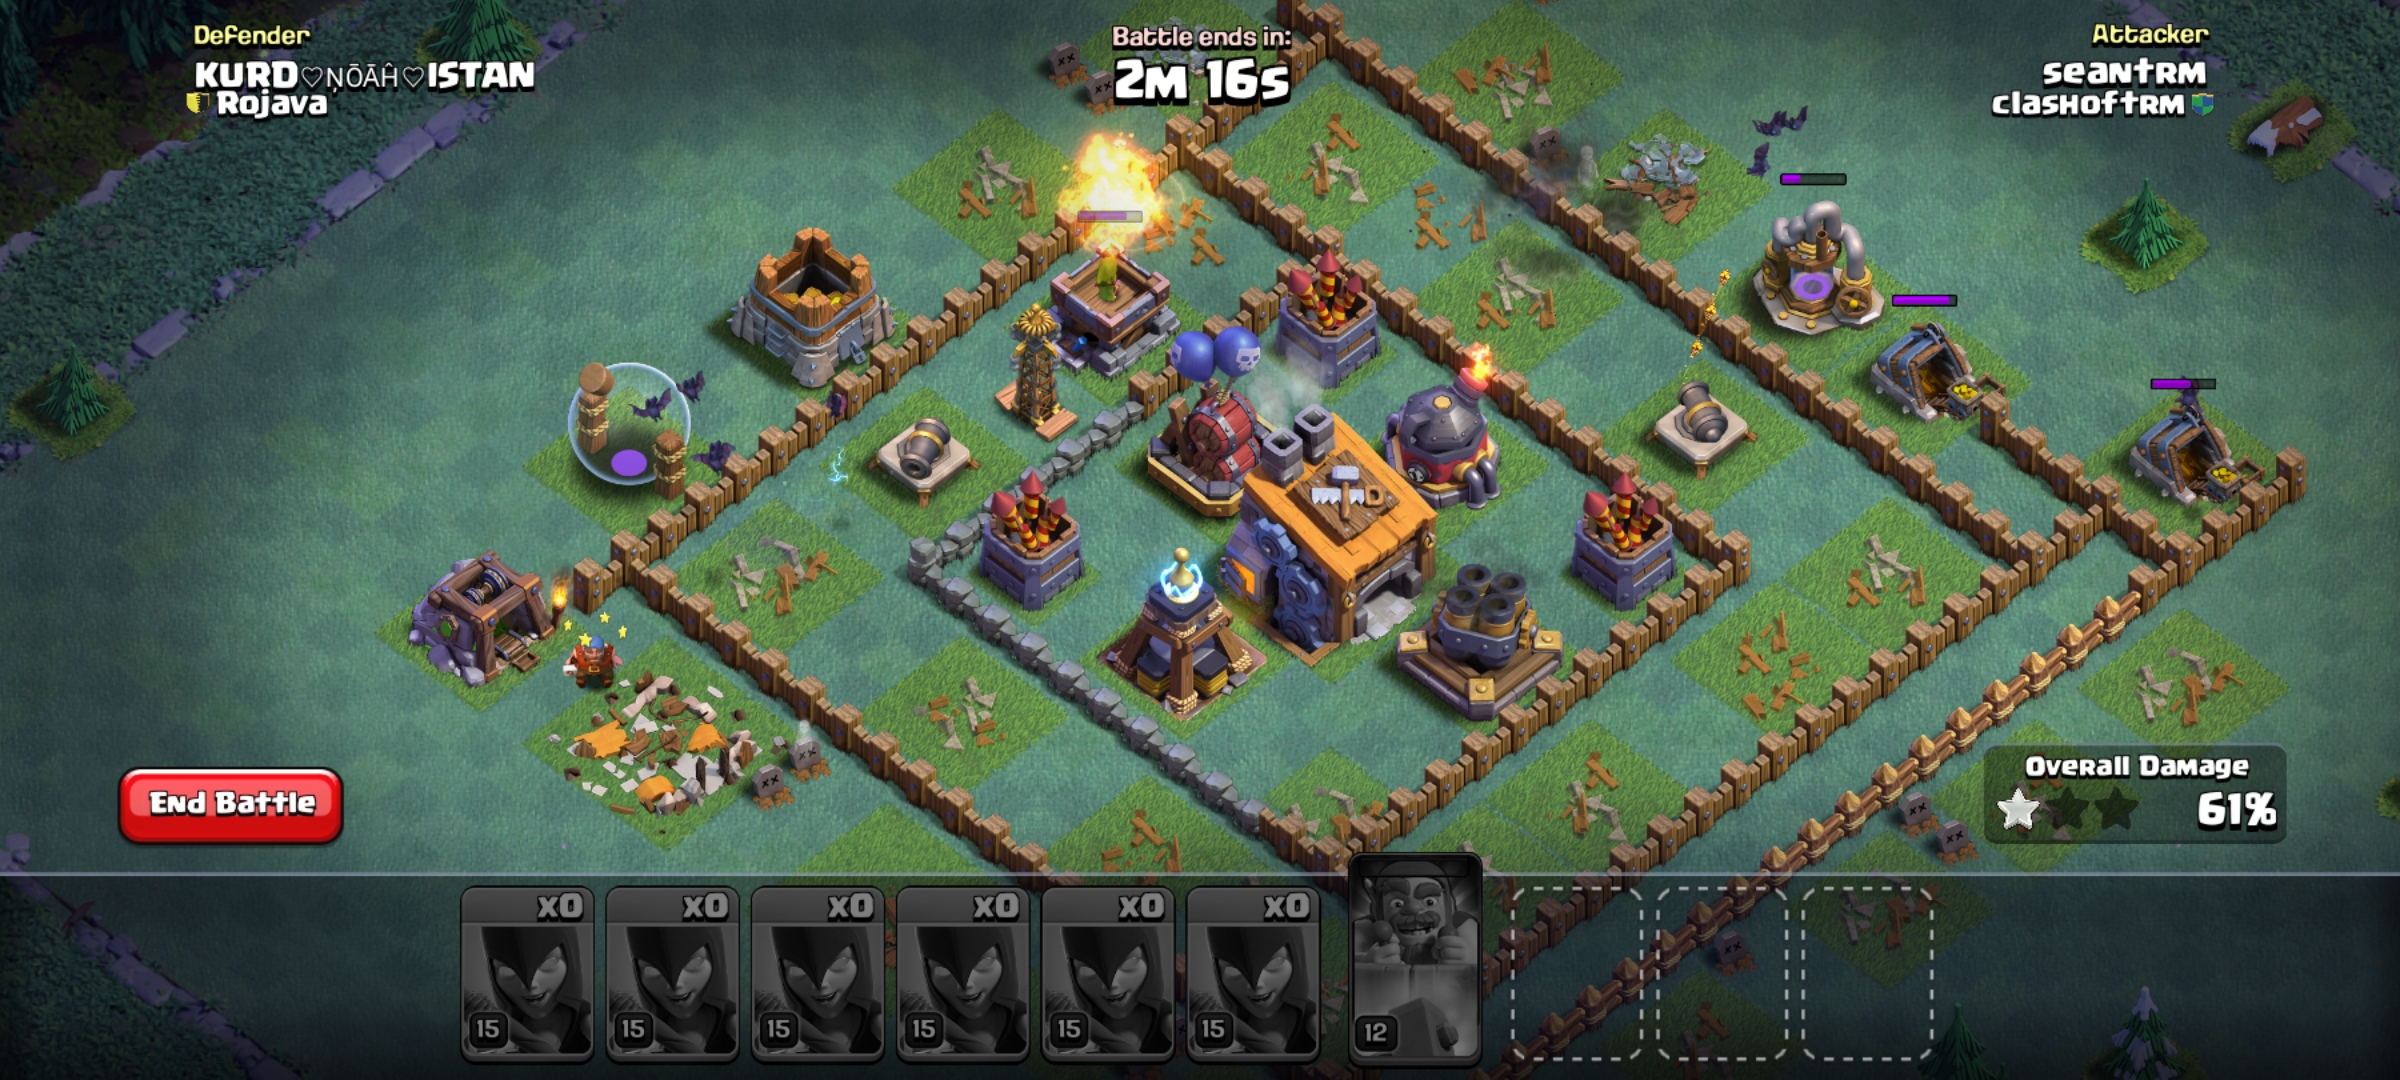 Defender
KURD♡ŅŌĀĤ♡ISTAN
Rojava
Battle ends in:
2M 16s
Attacker
seantRM
clashoftRM
End Battle
Overall Damage
61%
x0
x0
x0
x0
x0
x0
15
15
15
15
15
15
12